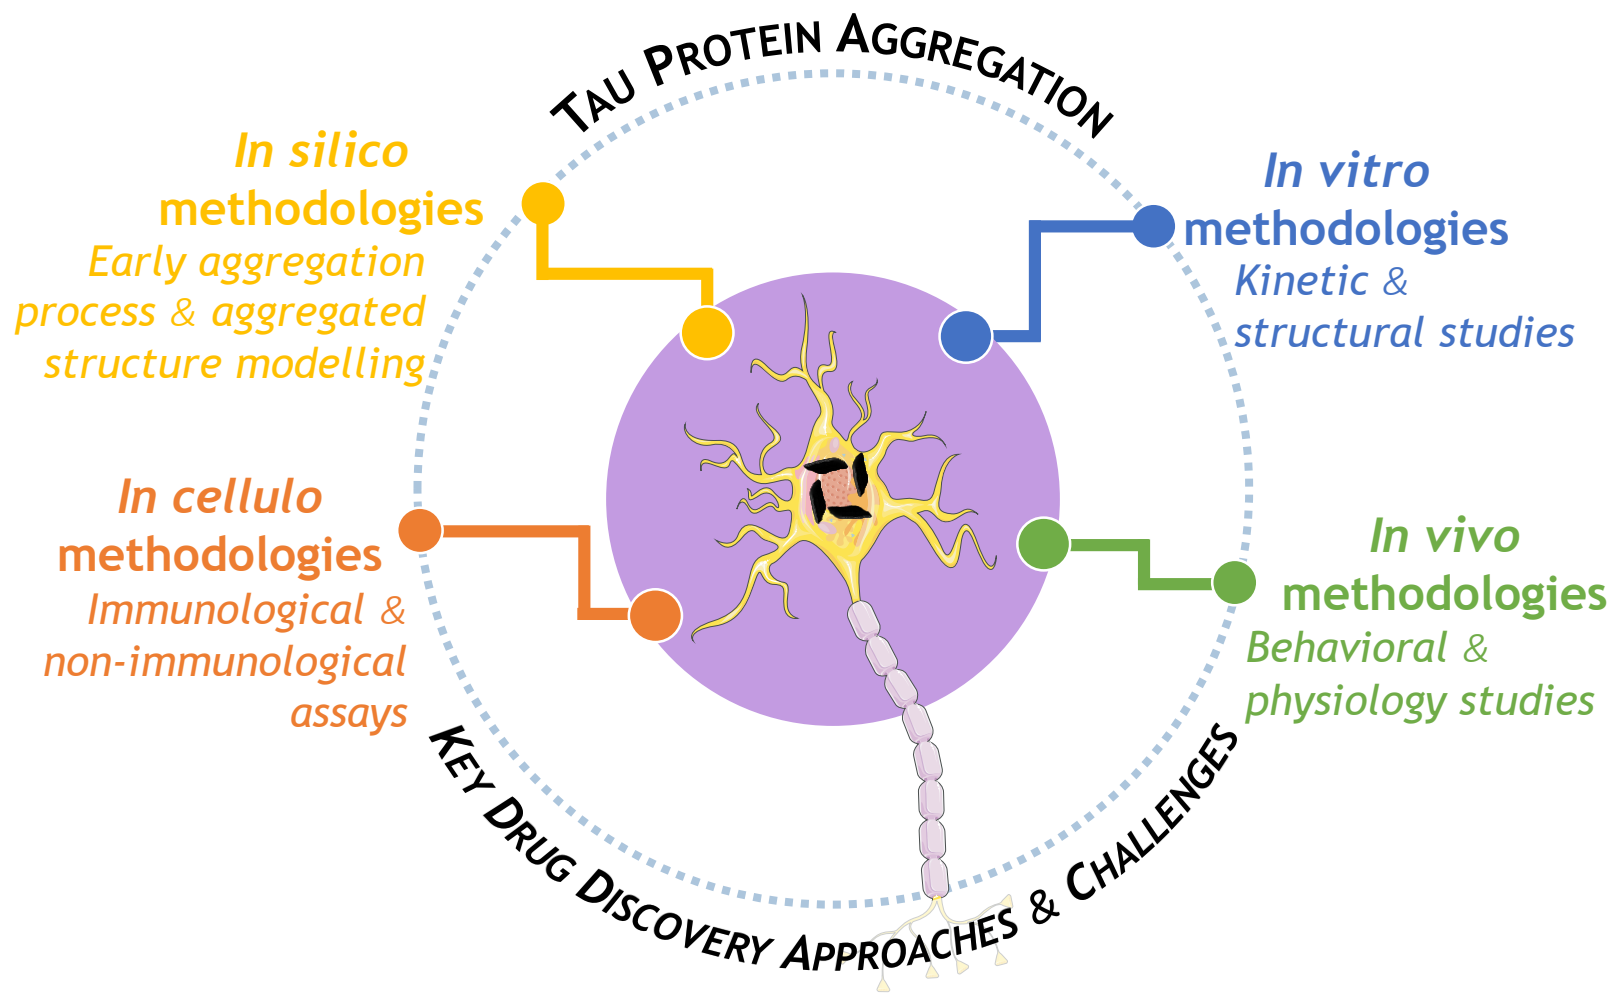 TAU PROTEIN AGGREGATION
In silico
methodologies
Early aggregation
process & aggregated
structure modelling
In vitro
methodologies
Kinetic &
structural studies
In cellulo
methodologies
Immunological &
non-immunological
assays
In vivo
methodologies
Behavioral &
physiology studies
KEY DRUG DISCOVERY APPROACHES & CHALLENGES